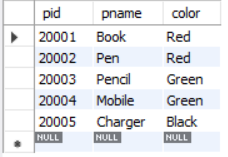 pid pname color
20001 Book Red
20002 Pen Red
20003 Pencil Green
20004 Mobile Green
20005 Charger Black
NULL NULL NULL